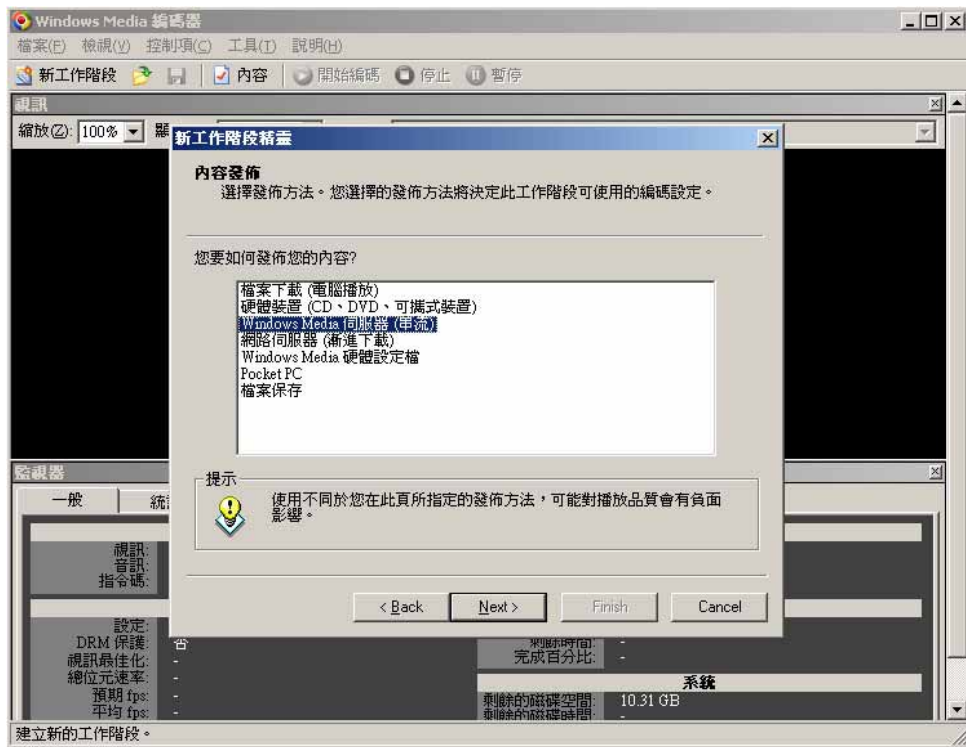 Windows Media 編碼器
檔案(F) 檢視(V) 控制項(C) 工具(T) 說明(H)
新工作階段 內容 開始編碼 停止 暫停
視訊
縮放(Z): 100%
新工作階段精靈
內容發佈
選擇發佈方法。您選擇的發佈方法將決定此工作階段可使用的編碼設定。
您要如何發佈您的內容?
檔案下載 (電腦播放)
硬體裝置 (CD、DVD、可攜式裝置)
Windows Media 伺服器 (串流)
網路伺服器 (漸進下載)
Windows Media 硬體設定檔
Pocket PC
檔案保存
提示
使用不同於您在此頁所指定的發佈方法，可能對播放品質會有負面
影響。
< Back Next > Finish Cancel
監視器
一般
視訊:
音訊:
指令碼:
設定:
DRM 保護: 否
視訊最佳化: -
總位元速率: -
預期 fps: -
平均 fps: -
剩餘時間: -
完成百分比: -
系統
剩餘的磁碟空間: 10.31 GB
剩餘的磁碟時間: -
建立新的工作階段。